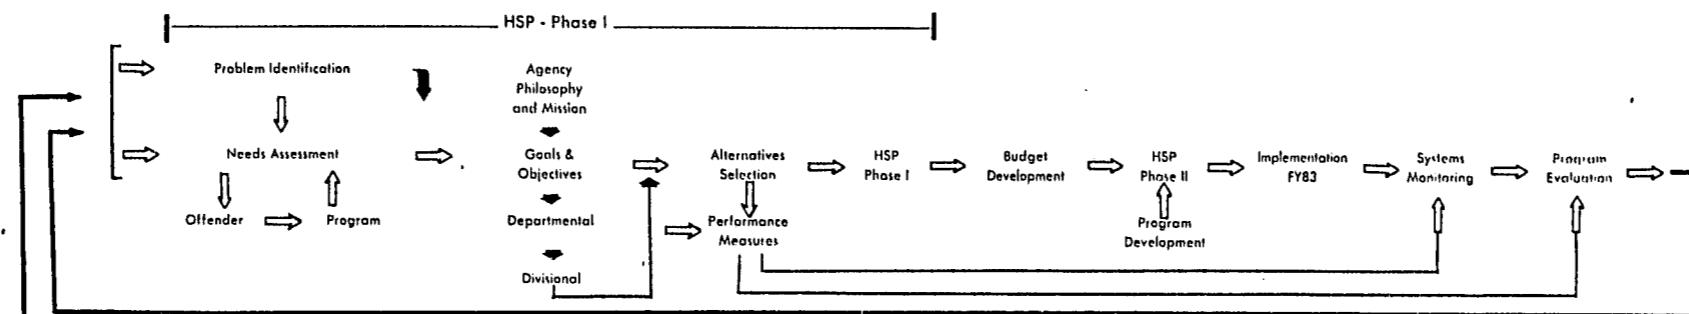 HSP - Phase I
Problem Identification
Agency
Philosophy
and Mission
Needs Assessment
Goals &
Objectives
Alternatives
Selection
HSP
Phase I
Budget
Development
HSP
Phase II
Implementation
FY83
Systems
Monitoring
Program
Evaluation
Offender
Program
Departmental
Performance
Measures
Program
Development
Divisional